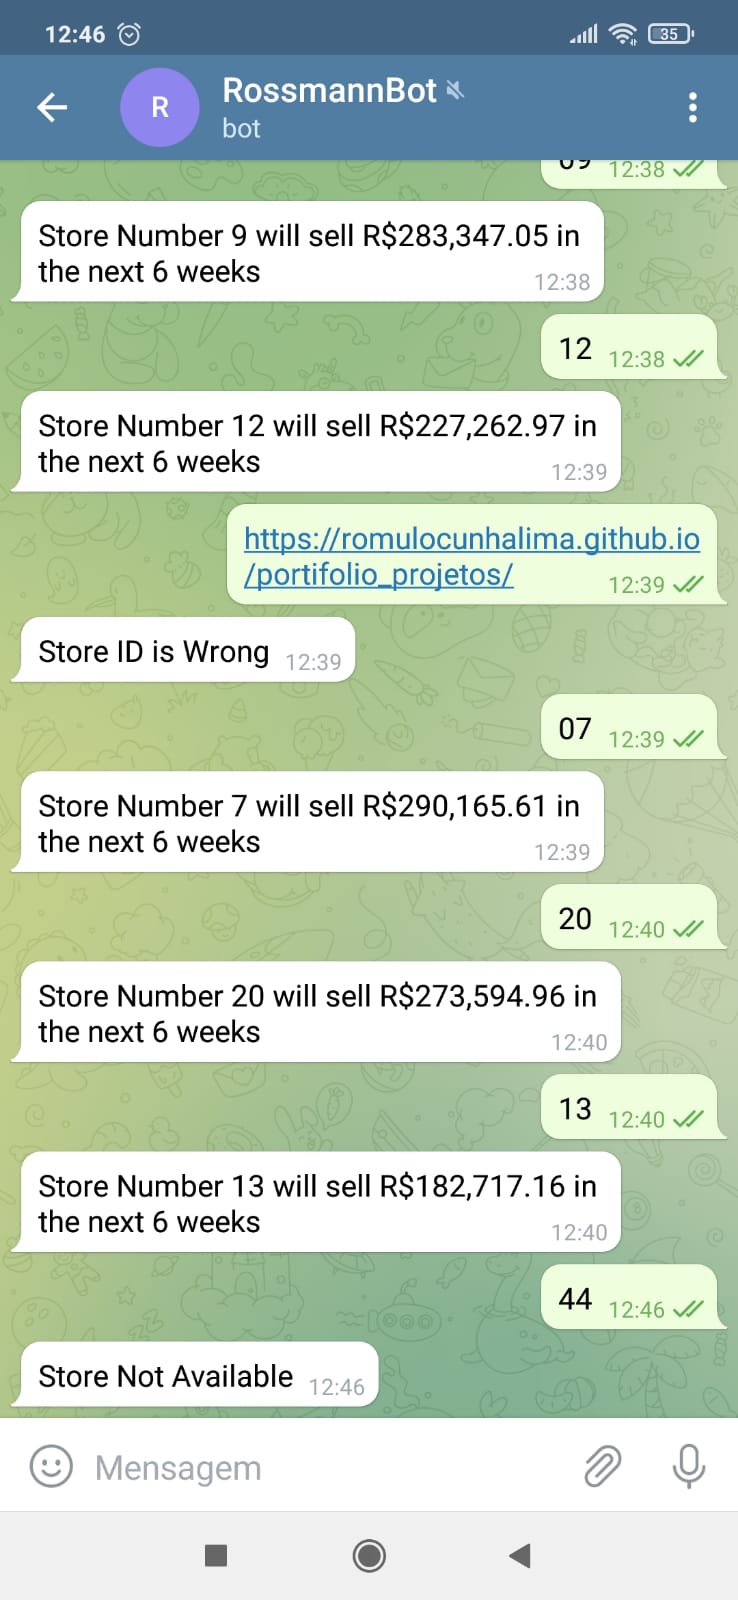 12:46
35
R
RossmannBot
bot
09 12:38
Store Number 9 will sell R$283,347.05 in
the next 6 weeks
12:38
12 12:38
Store Number 12 will sell R$227,262.97 in
the next 6 weeks
12:39
https://romulocunhalima.github.io
/portifolio_projetos/ 12:39
Store ID is Wrong 12:39
07 12:39
Store Number 7 will sell R$290,165.61 in
the next 6 weeks
12:39
20 12:40
Store Number 20 will sell R$273,594.96 in
the next 6 weeks
12:40
13 12:40
Store Number 13 will sell R$182,717.16 in
the next 6 weeks
12:40
44 12:46
Store Not Available 12:46
Mensagem